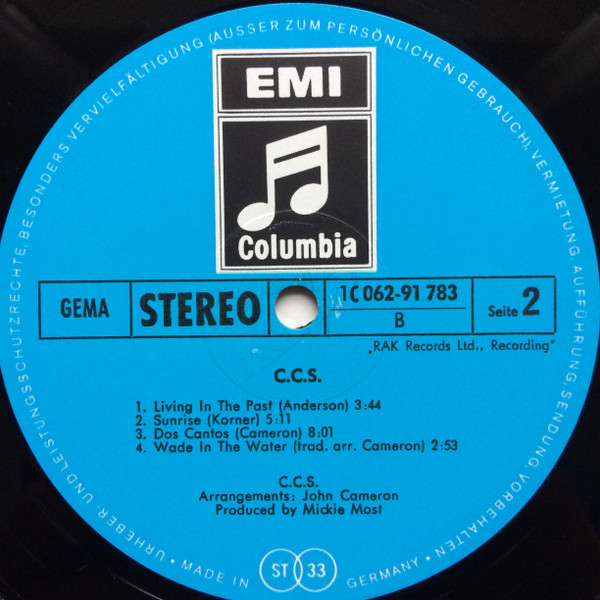 URHEBER- UND LEISTUNGSSCHUTZRECHTE, BESONDERS VERVIELFÄLTIGUNG (AUSSER ZUM PERSÖNLICHEN GEBRAUCH), VERMIETUNG, AUFFÜHRUNG, SENDUNG, VORBEHALTEN
EMI
Columbia
GEMA STEREO 1C 062-91 783 Seite 2
B
„RAK Records Ltd., Recording"
C.C.S.
1. Living In The Past (Anderson) 3:44
2. Sunrise (Korner) 5:11
3. Dos Cantos (Cameron) 8:01
4. Wade In The Water (trad. arr. Cameron) 2:53
C.C.S.
Arrangements: John Cameron
Produced by Mickie Most
• MADE IN ST 33 GERMANY •